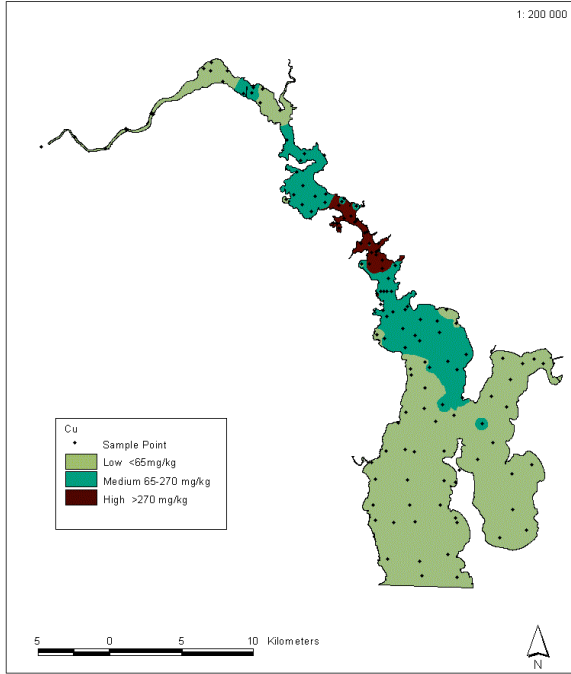 1: 200 000
Cu
Sample Point
Low <65mg/kg
Medium 65-270 mg/kg
High >270 mg/kg
5 0 5 10 Kilometers
N